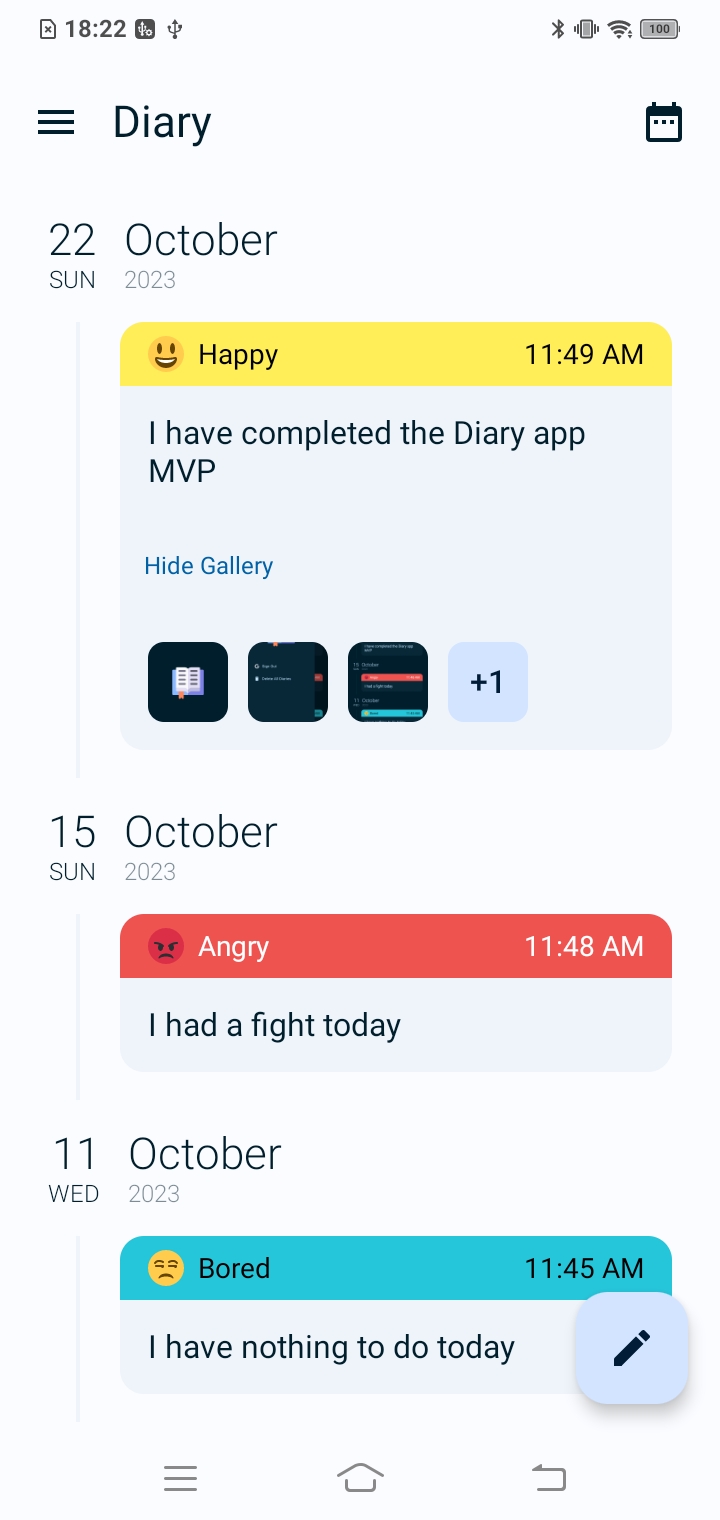 18:22
100
Diary
22 October
SUN 2023
Happy 11:49 AM
I have completed the Diary app
MVP
Hide Gallery
+1
15 October
SUN 2023
Angry 11:48 AM
I had a fight today
11 October
WED 2023
Bored 11:45 AM
I have nothing to do today